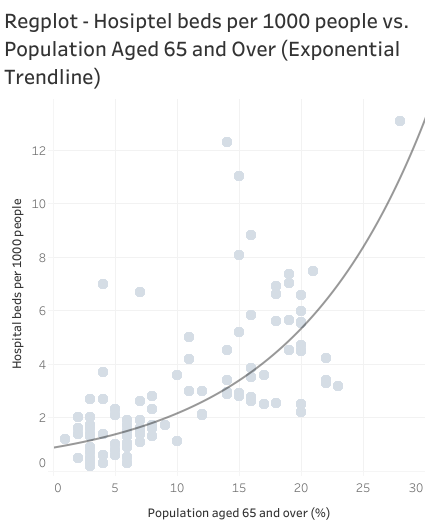 Regplot - Hosiptel beds per 1000 people vs.
Population Aged 65 and Over (Exponential
Trendline)
12
10
8
6
4
2
0
Hospital beds per 1000 people
0 5 10 15 20 25 30
Population aged 65 and over (%)